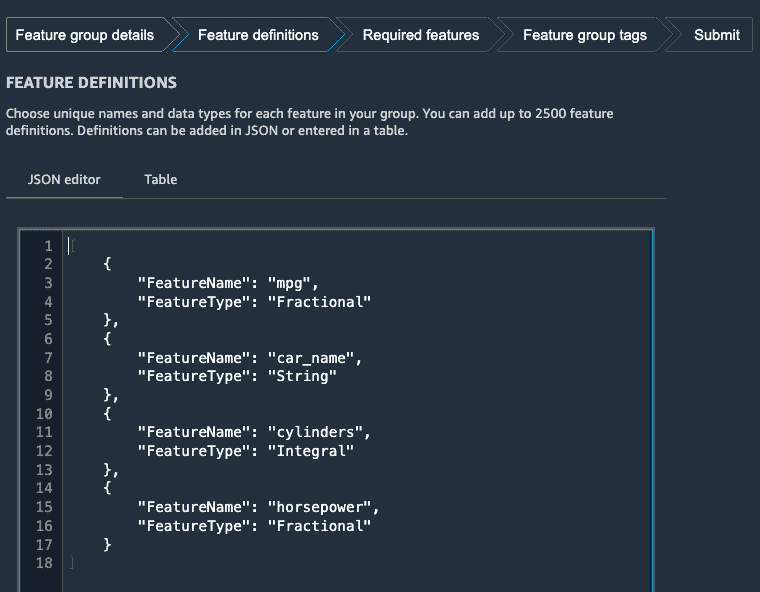 Feature group details Feature definitions Required features Feature group tags Submit
FEATURE DEFINITIONS
Choose unique names and data types for each feature in your group. You can add up to 2500 feature
definitions. Definitions can be added in JSON or entered in a table.
JSON editor Table
1 [
2 {
3 "FeatureName": "mpg",
4 "FeatureType": "Fractional"
5 },
6 {
7 "FeatureName": "car_name",
8 "FeatureType": "String"
9 },
10 {
11 "FeatureName": "cylinders",
12 "FeatureType": "Integral"
13 },
14 {
15 "FeatureName": "horsepower",
16 "FeatureType": "Fractional"
17 }
18 ]